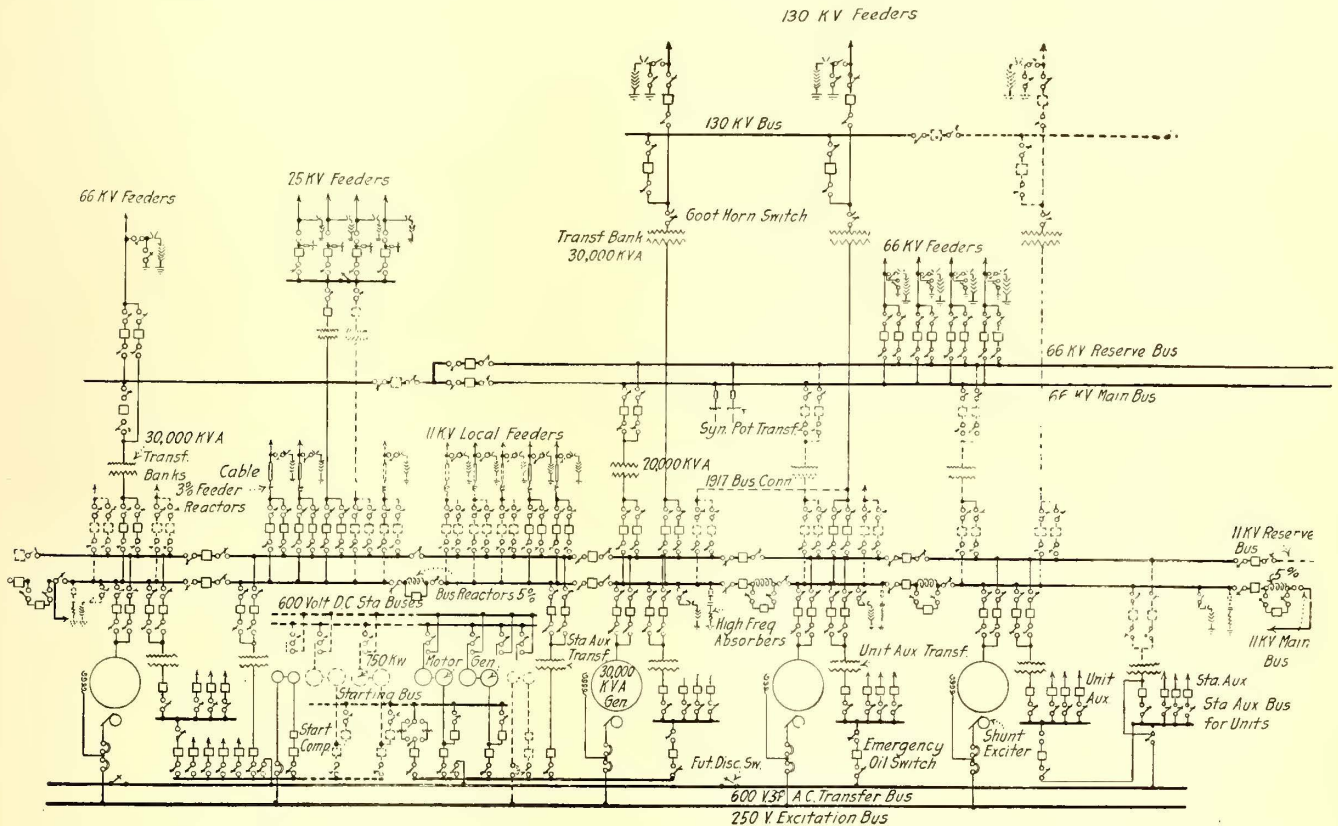 130 KV Feeders
130 KV Bus
25 KV Feeders
66 KV Feeders
Goot Horn Switch
Transf Bank
30,000 KVA
66 KV Feeders
66 KV Reserve Bus
66 KV Main Bus
30,000 KVA
Transf.
Banks
11 KV Local Feeders
Syn. Pot Transf.
Cable
3% Feeder
Reactors
20,000 KVA
1917 Bus Conn
11 KV Reserve
Bus
5%
Bus Reactors 5%
600 Volt DC Sta Buses
High Freq
Absorbers
11 KV Main
Bus
Sta Aux
Transf
Unit Aux Transf.
750 Kw
Motor
Gen
30,000
KVA
Gen
Unit
Aux
Sta. Aux
Sta Aux Bus
for Units
Starting Bus
Start
Comp.
Shunt
Exciter
Emergency
Oil Switch
Fut. Disc. Sw.
600 V. 3P A.C. Transfer Bus
250 V. Excitation Bus